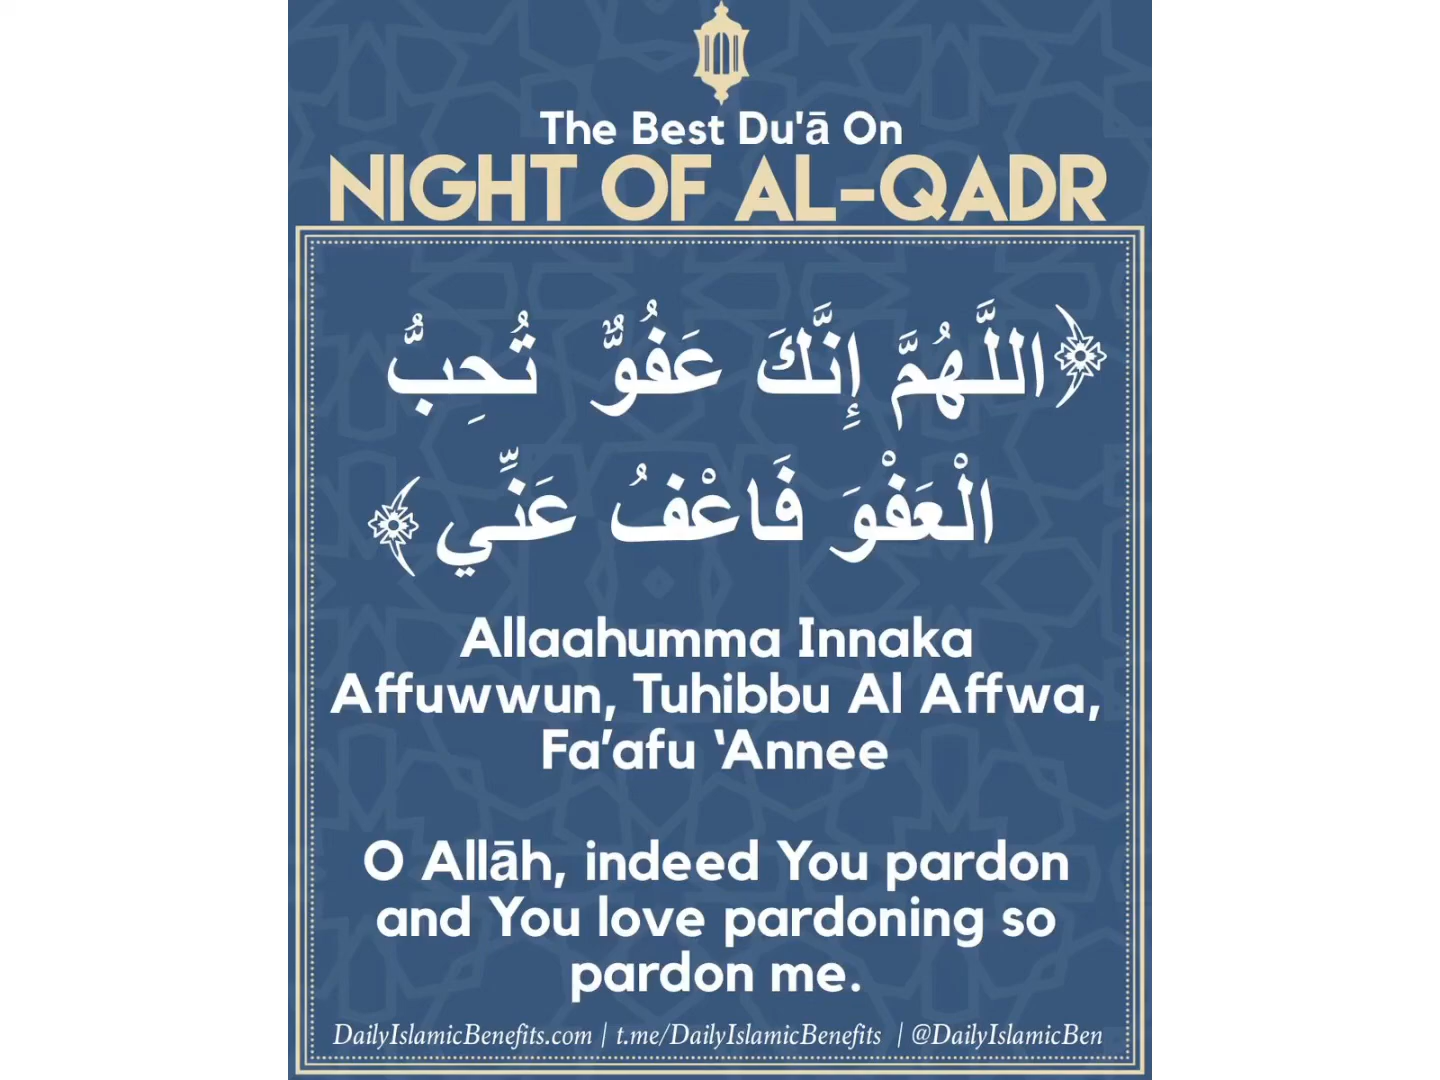 The Best Du'ā On
NIGHT OF AL-QADR
﴿اللَّهُمَّ إِنَّكَ عَفُوٌّ تُحِبُّ
الْعَفْوَ فَاعْفُ عَنِّي﴾
Allaahumma Innaka
Affuwwun, Tuhibbu Al Affwa,
Fa’afu ‘Annee
O Allāh, indeed You pardon
and You love pardoning so
pardon me.
DailyIslamicBenefits.com | t.me/DailyIslamicBenefits | @DailyIslamicBen